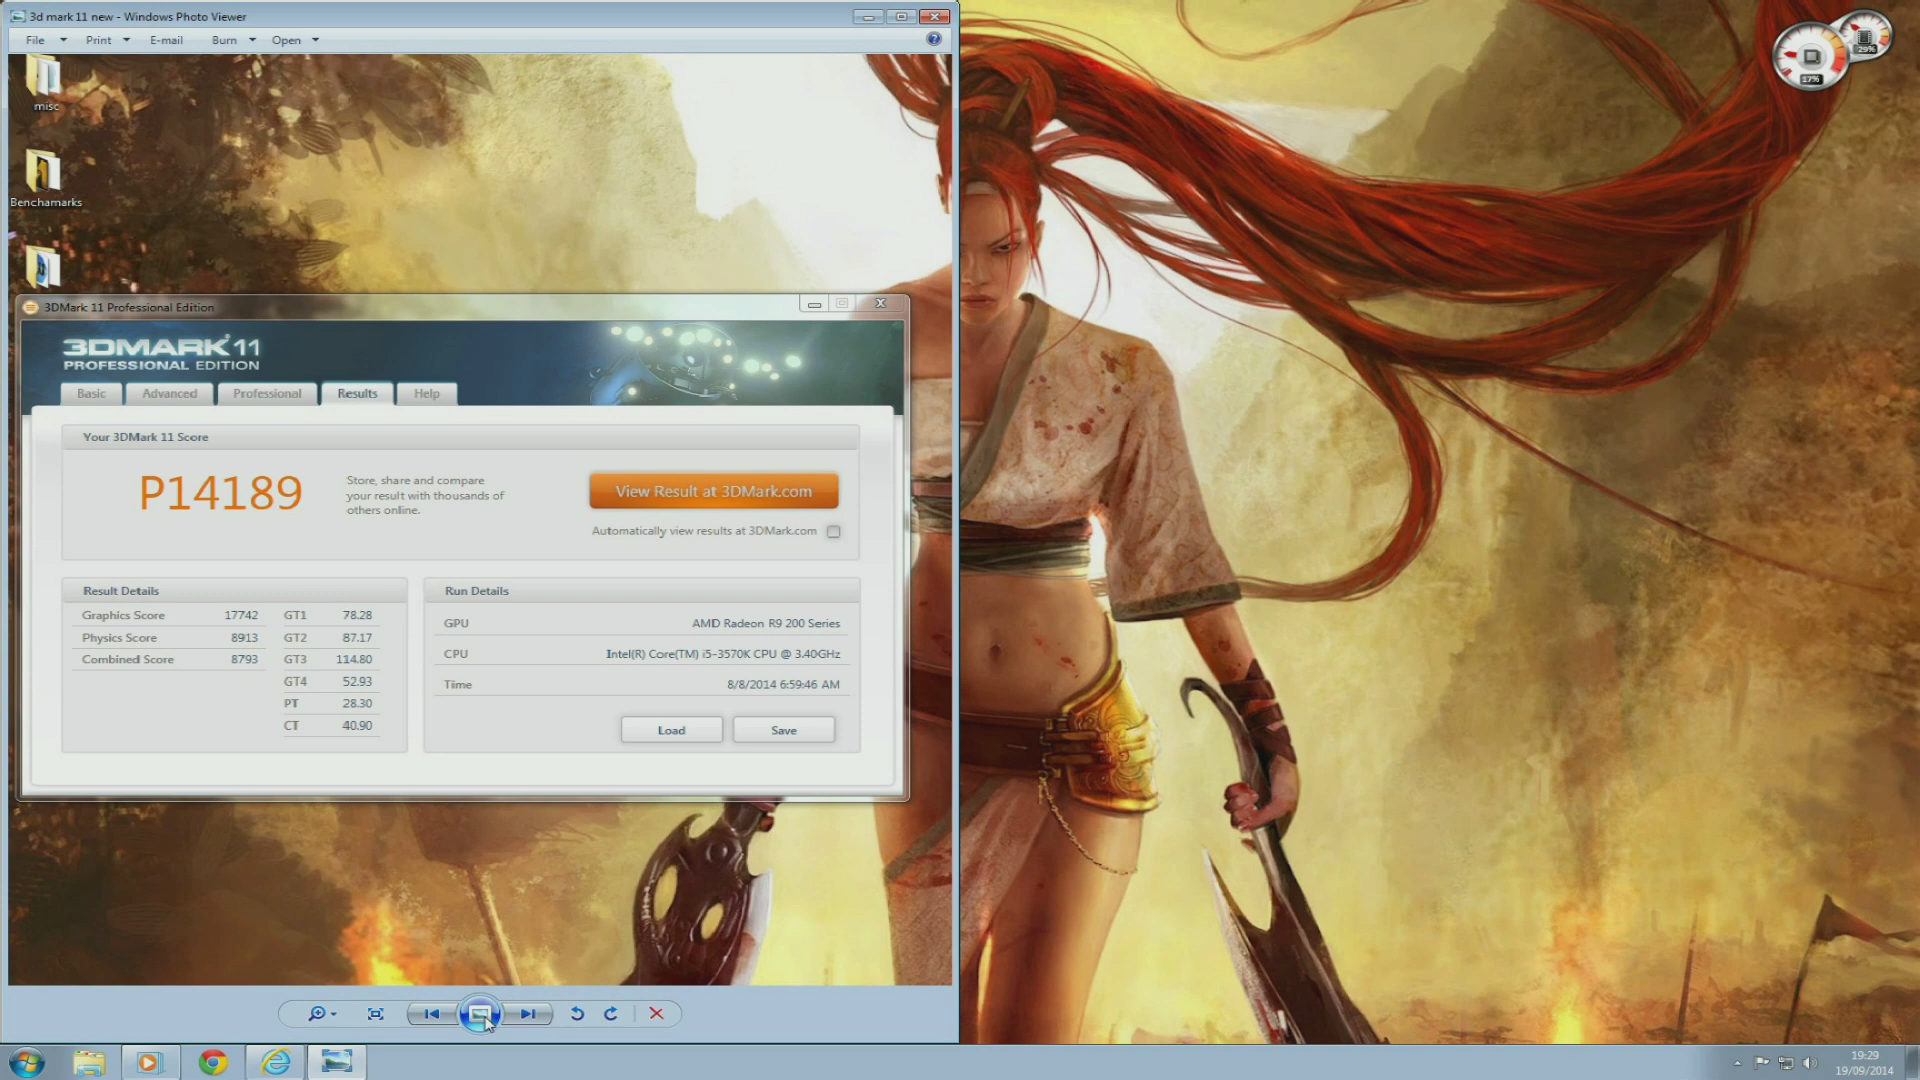 3d mark 11 new - Windows Photo Viewer
File Print E-mail Burn Open
misc
Benchamarks
3DMark 11 Professional Edition
3DMARK 11
PROFESSIONAL EDITION
Basic Advanced Professional Results Help
Your 3DMark 11 Score
P14189
Store, share and compare
your result with thousands of
others online.
View Result at 3DMark.com
Automatically view results at 3DMark.com
Result Details
Graphics Score 17742 GT1 78.28
Physics Score 8913 GT2 87.17
Combined Score 8793 GT3 114.80
GT4 52.93
PT 28.30
CT 40.90
Run Details
GPU AMD Radeon R9 200 Series
CPU Intel(R) Core(TM) i5-3570K CPU @ 3.40GHz
Time 8/8/2014 6:59:46 AM
Load Save
17%
29%
19:29
19/09/2014